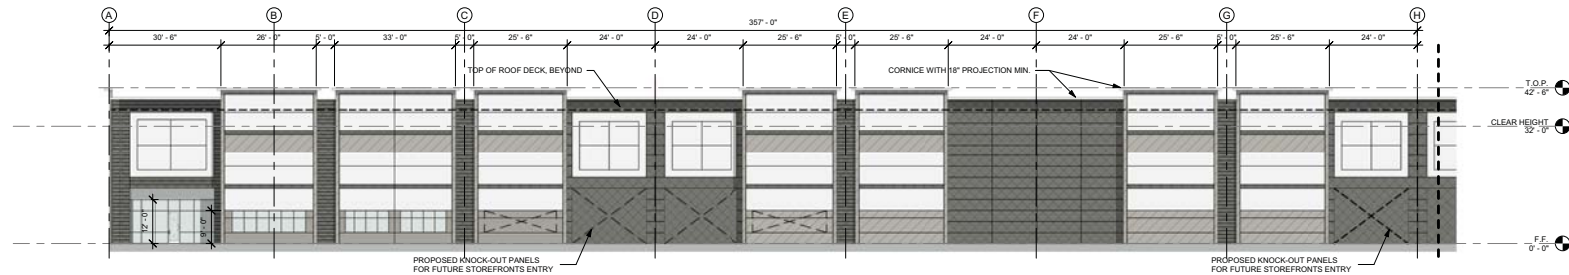 A B C D E F G H
357' - 0"
30' - 6" 26' - 0" 5' - 0" 33' - 0" 5' - 0" 25' - 6" 24' - 0" 24' - 0" 25' - 6" 5' - 0" 25' - 6" 24' - 0" 24' - 0" 25' - 6" 5' - 0" 25' - 6" 24' - 0"
TOP OF ROOF DECK, BEYOND
CORNICE WITH 18" PROJECTION MIN.
T.O.P.
42' - 6"
CLEAR HEIGHT
32' - 0"
12' - 0"
9' - 0"
F.F.
0' - 0"
PROPOSED KNOCK-OUT PANELS
FOR FUTURE STOREFRONTS ENTRY
PROPOSED KNOCK-OUT PANELS
FOR FUTURE STOREFRONTS ENTRY